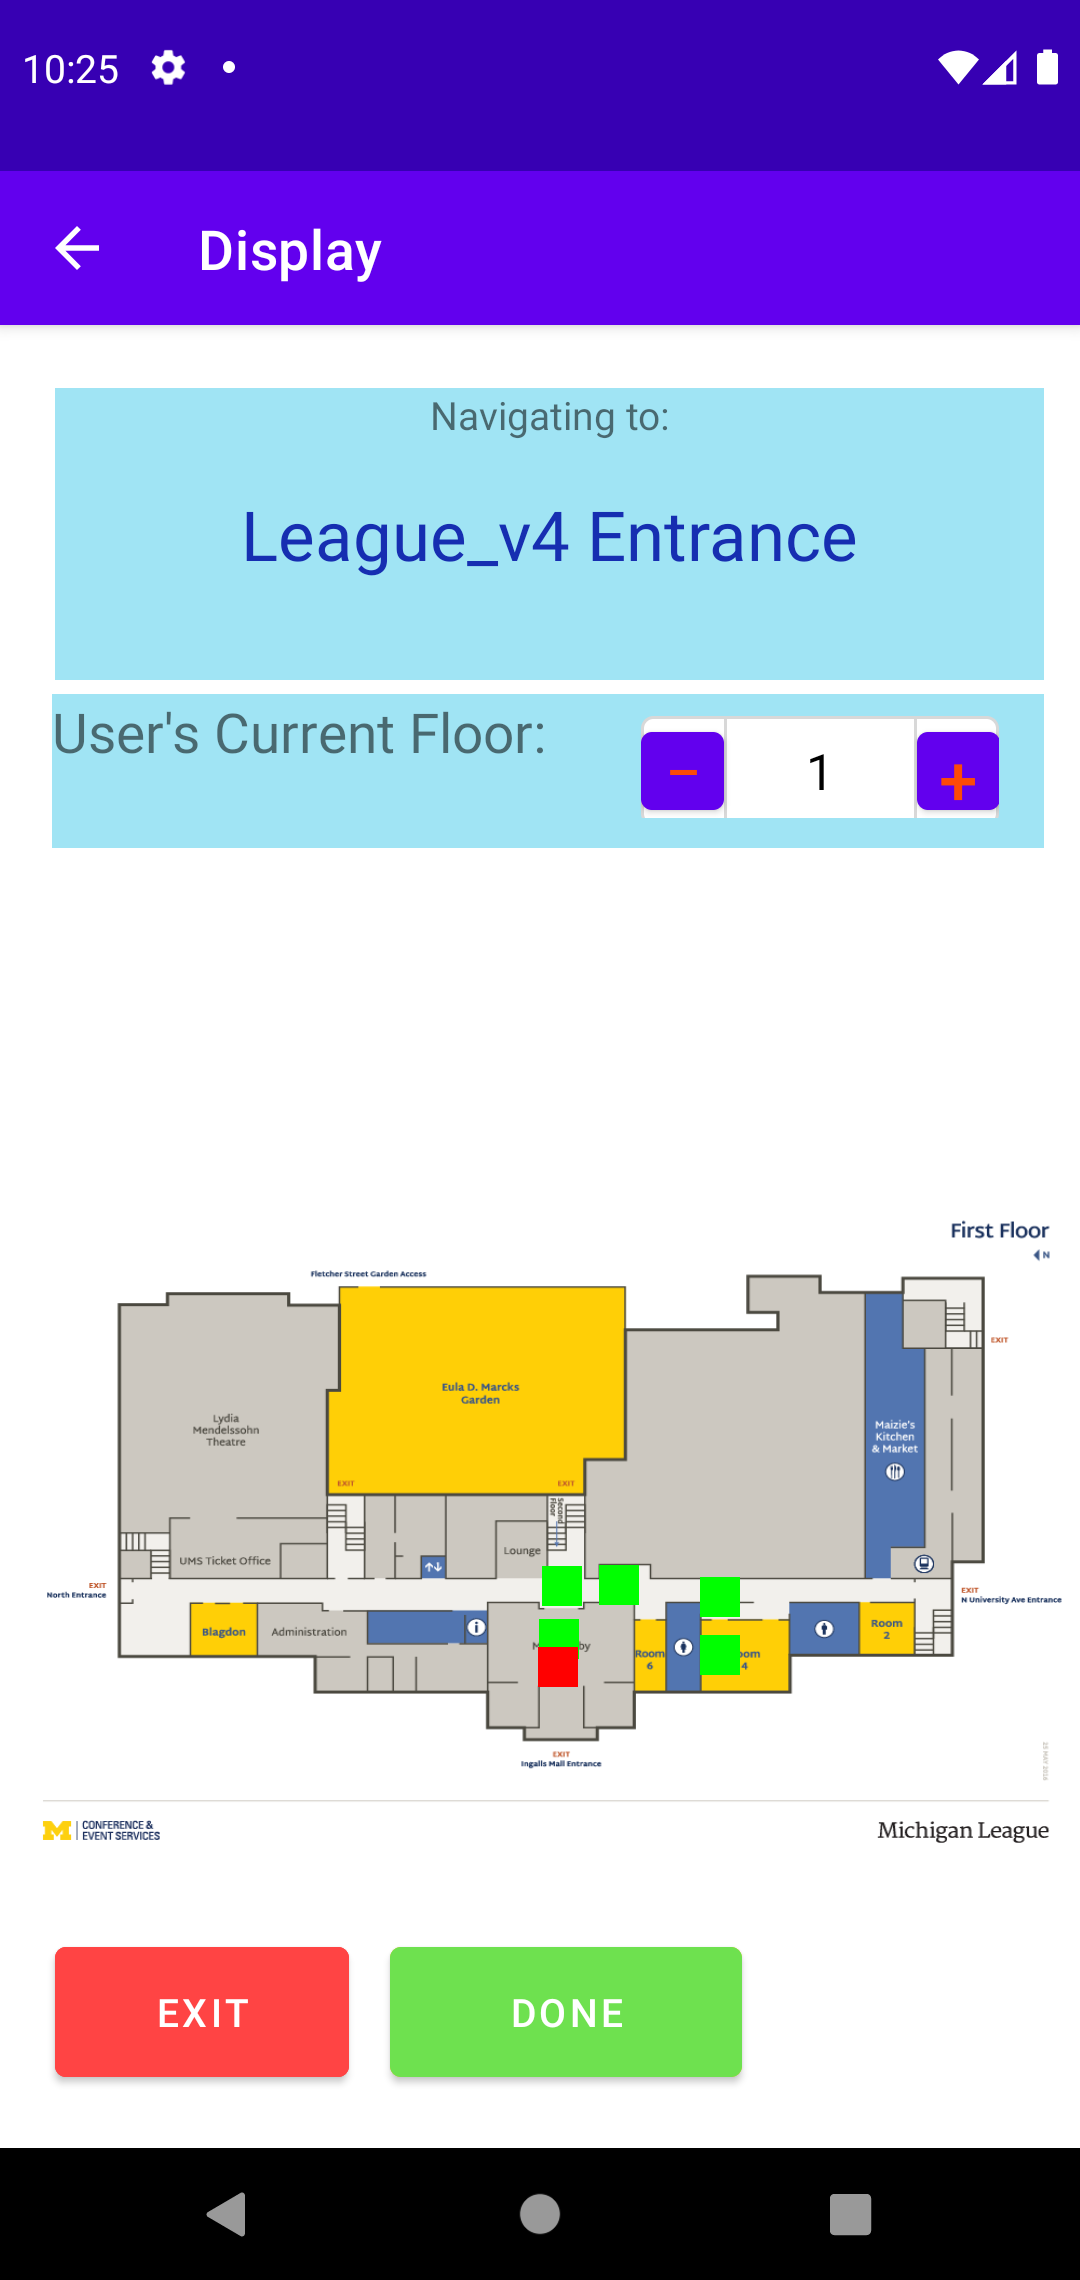 10:25
Display
Navigating to:
League_v4 Entrance
User's Current Floor:
− 1 +
First Floor
N
Fletcher Street Garden Access
EXIT
Eula D. Marcks
Garden
Lydia
Mendelssohn
Theatre
Maizie's
Kitchen
& Market
EXIT
EXIT
Second
Floor
Lounge
UMS Ticket Office
EXIT
North Entrance
EXIT
N University Ave Entrance
Blagdon
Administration
i
Room
2
Room
6
4
EXIT
Ingalls Mall Entrance
M
CONFERENCE &
EVENT SERVICES
Michigan League
EXIT
DONE